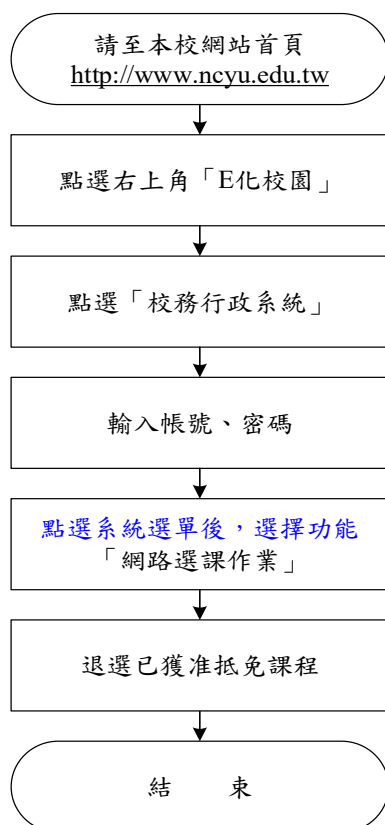 請至本校網站首頁
http://www.ncyu.edu.tw
點選右上角「E化校園」
點選「校務行政系統」
輸入帳號、密碼
點選系統選單後，選擇功能
「網路選課作業」
退選已獲准抵免課程
結　　束